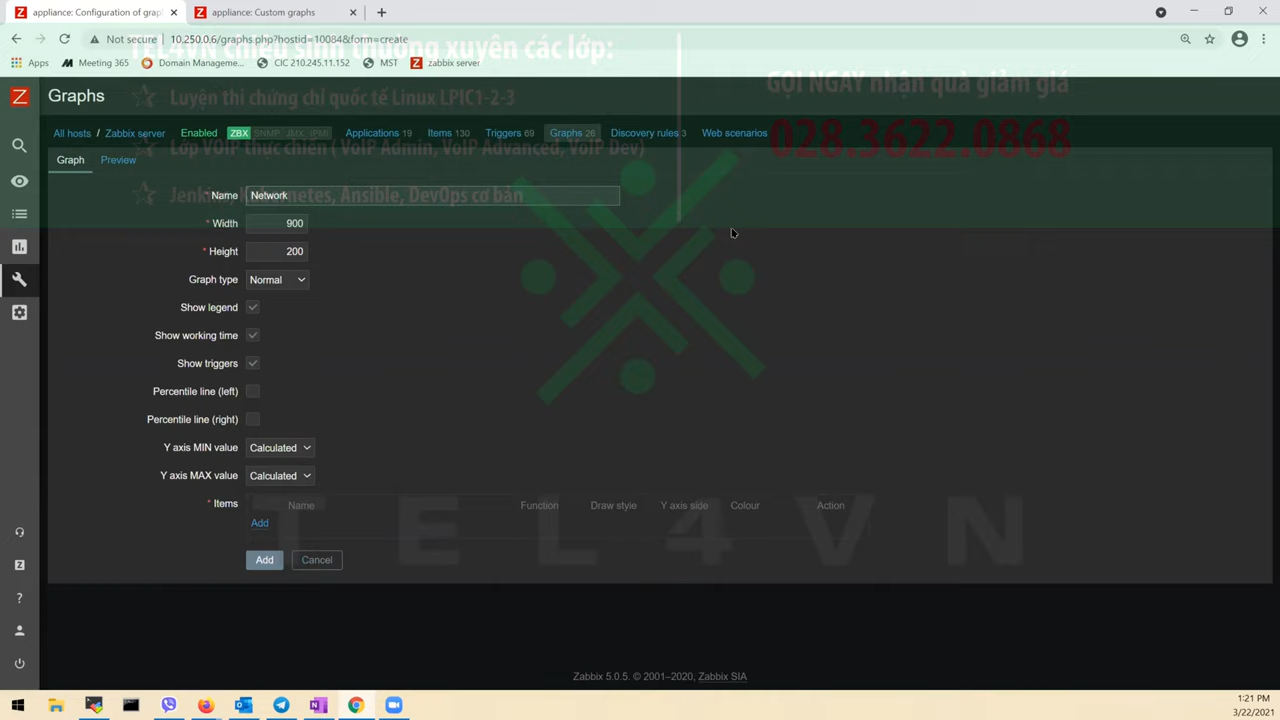 appliance: Configuration of grap
appliance: Custom graphs
Not secure
10.250.0.6/graphs.php?hostid=10084&form=create
TEL4VN chiêu sinh thường xuyên các lớp:
Apps
Meeting 365
Domain Manageme...
CIC 210.245.11.152
MST
zabbix server
GỌI NGAY nhận quà giảm giá
028.3622.0868
Luyện thi chứng chỉ quốc tế Linux LPIC1-2-3
Lớp VOIP thực chiến ( VoIP Admin, VoIP Advanced, VoIP Dev)
Jenkins, Kubernetes, Ansible, DevOps cơ bản
Z
Graphs
All hosts / Zabbix server
Enabled
ZBX SNMP JMX IPMI
Applications 19
Items 130
Triggers 69
Graphs 26
Discovery rules 3
Web scenarios
Graph
Preview
* Name
Network
* Width
900
* Height
200
Graph type
Normal
Show legend
Show working time
Show triggers
Percentile line (left)
Percentile line (right)
Y axis MIN value
Calculated
Y axis MAX value
Calculated
* Items
Name
Function
Draw style
Y axis side
Colour
Action
Add
Add
Cancel
TEL4VN
Zabbix 5.0.5. © 2001–2020, Zabbix SIA
1:21 PM
3/22/2021